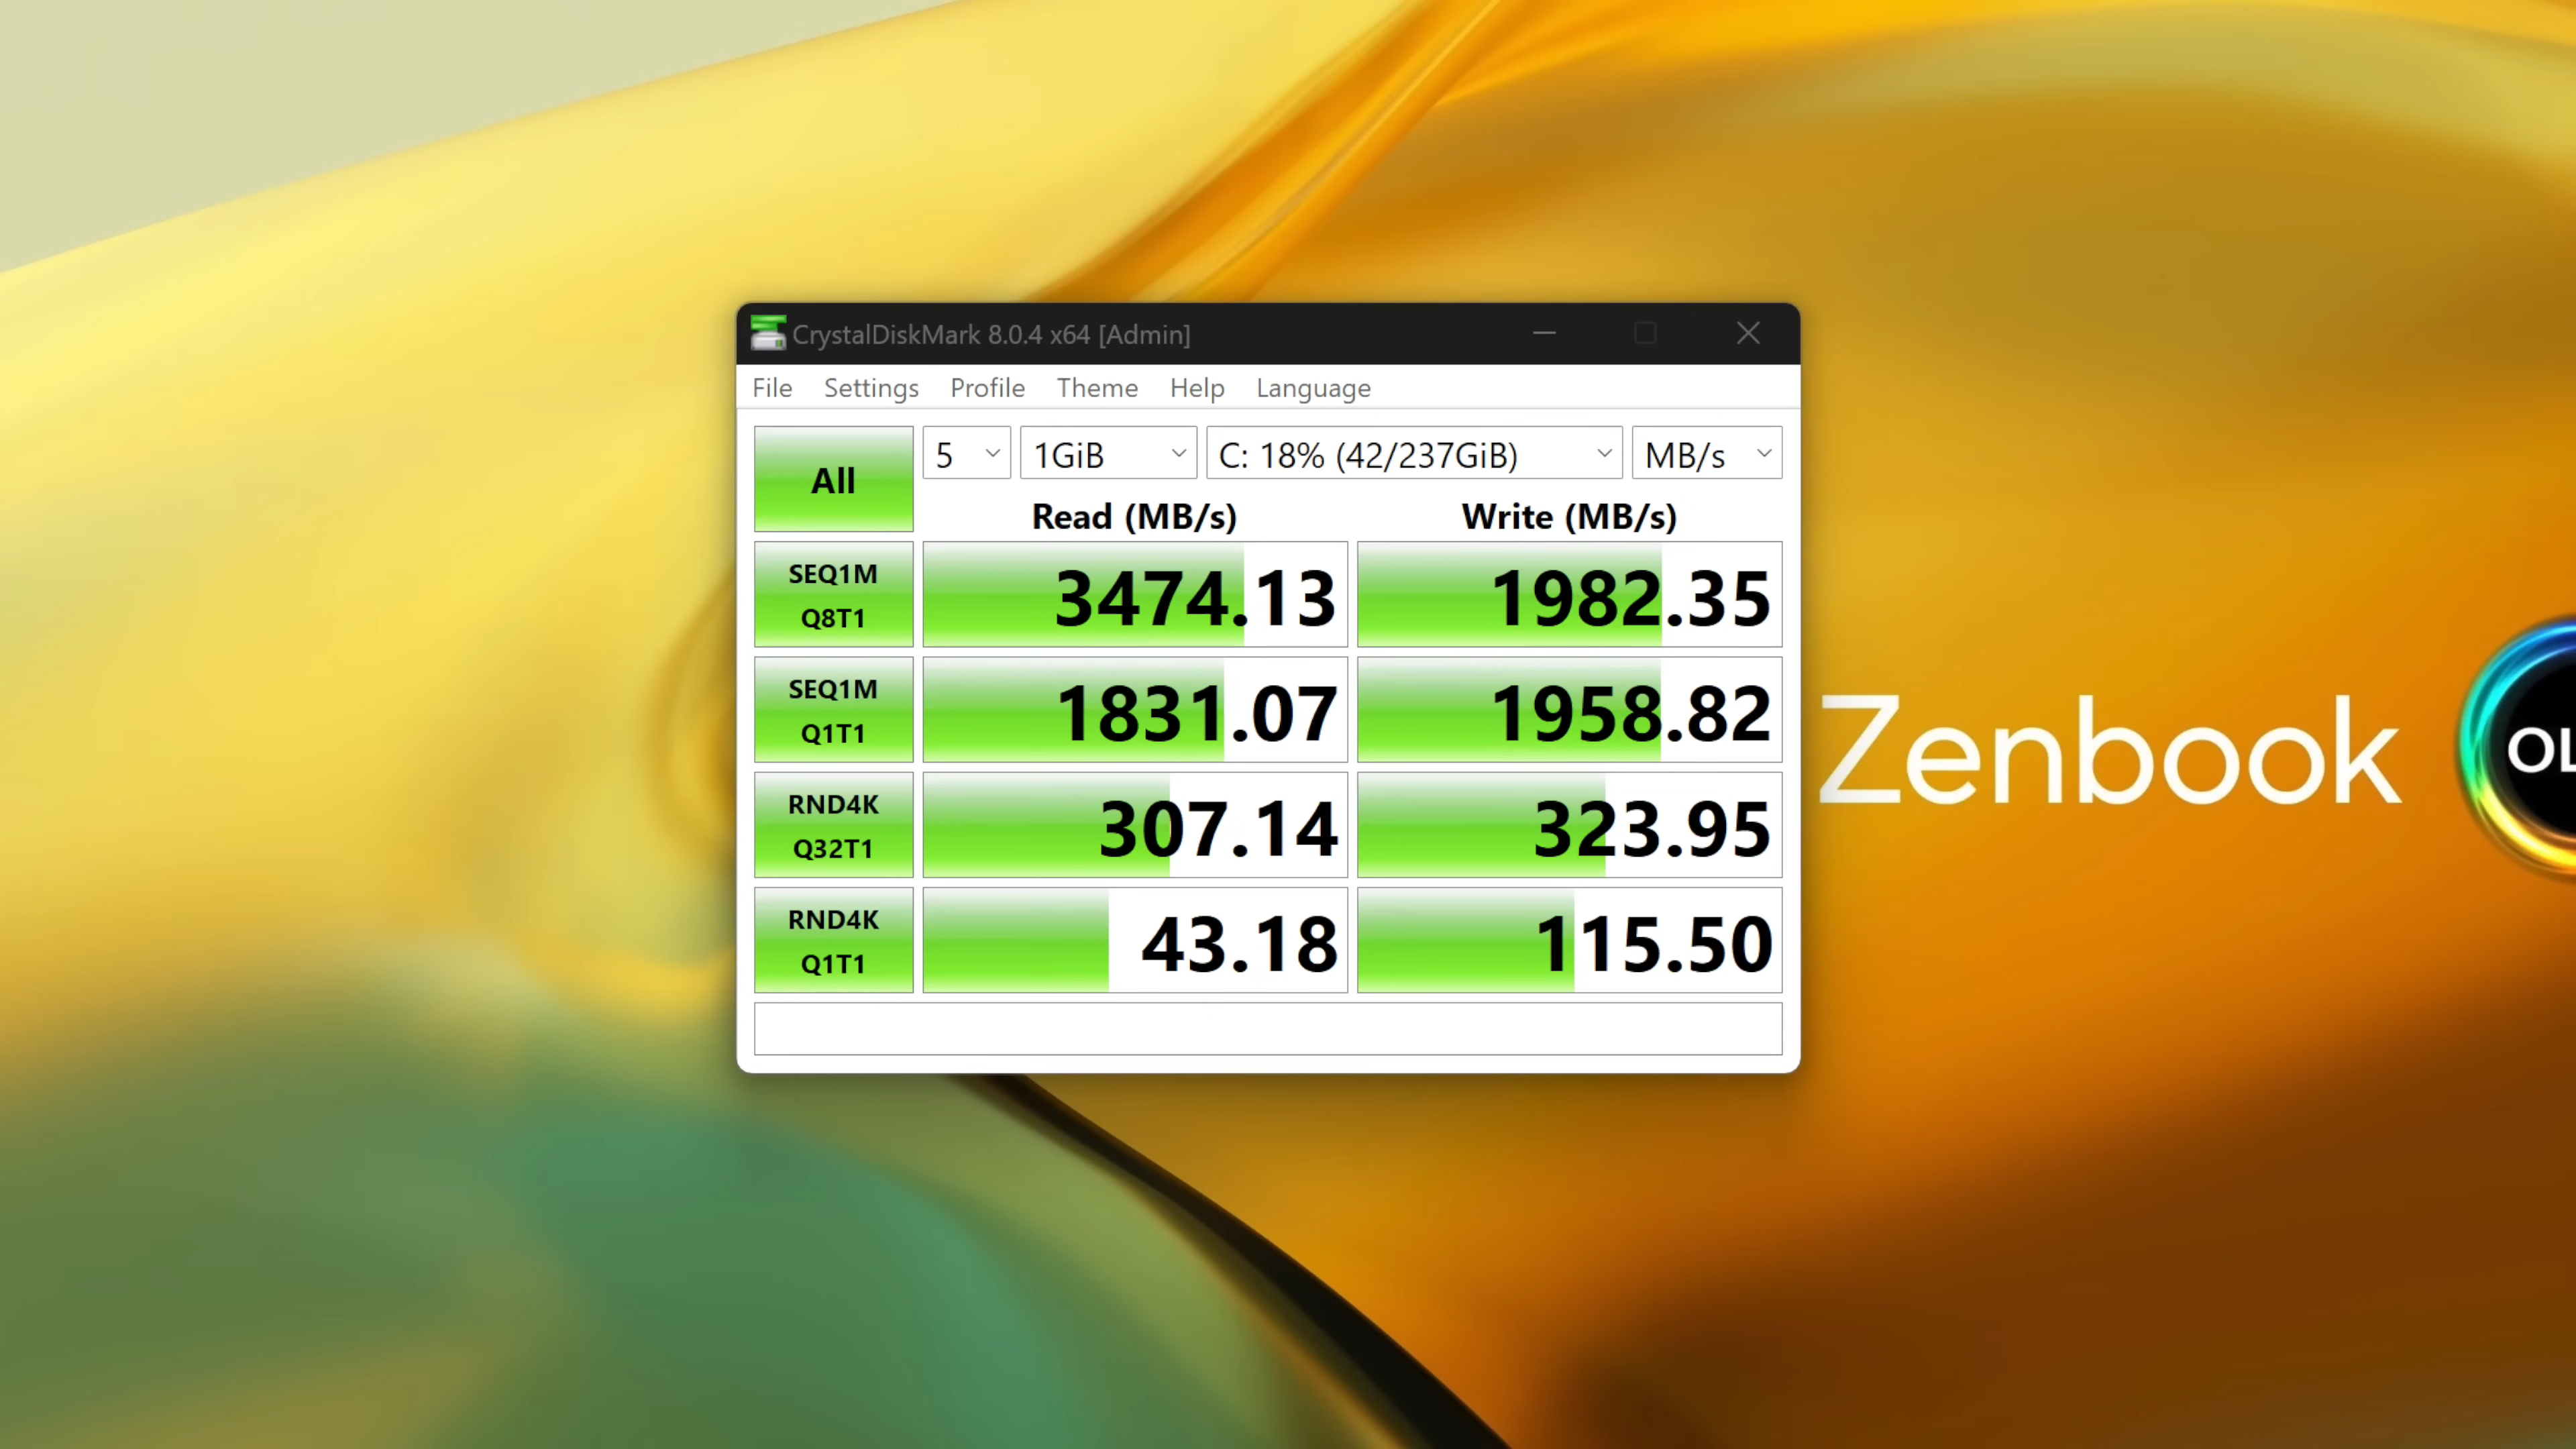 CrystalDiskMark 8.0.4 x64 [Admin]
File Settings Profile Theme Help Language
All 5 1GiB C: 18% (42/237GiB) MB/s
Read (MB/s) Write (MB/s)
SEQ1M
Q8T1
3474.13 1982.35
SEQ1M
Q1T1
1831.07 1958.82
RND4K
Q32T1
307.14 323.95
RND4K
Q1T1
43.18 115.50
Zenbook